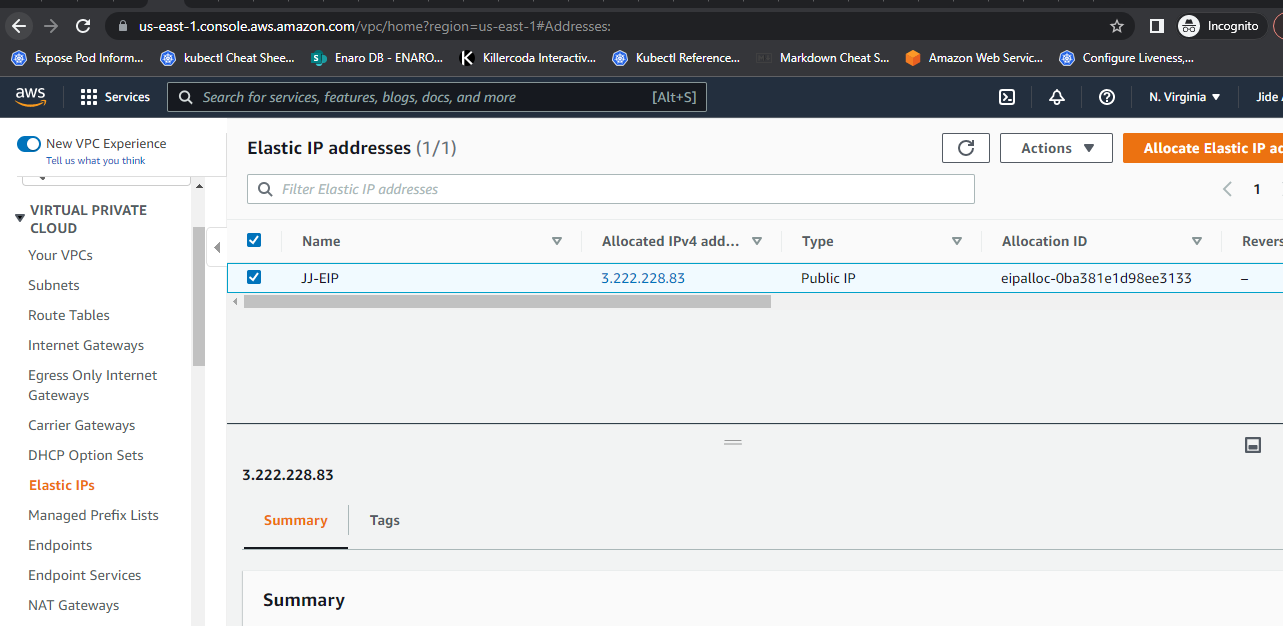 us-east-1.console.aws.amazon.com/vpc/home?region=us-east-1#Addresses:
Incognito
Expose Pod Inform...
kubectl Cheat Shee...
S
Enaro DB - ENARO...
K
Killercoda Interactiv...
Kubectl Reference...
Markdown Cheat S...
Amazon Web Servic...
Configure Liveness,...
aws
Services
Search for services, features, blogs, docs, and more
[Alt+S]
N. Virginia
Jide
New VPC Experience
Tell us what you think
VIRTUAL PRIVATE
CLOUD
Your VPCs
Subnets
Route Tables
Internet Gateways
Egress Only Internet
Gateways
Carrier Gateways
DHCP Option Sets
Elastic IPs
Managed Prefix Lists
Endpoints
Endpoint Services
NAT Gateways
Elastic IP addresses (1/1)
Actions
Allocate Elastic IP ad
Filter Elastic IP addresses
1
Name
Allocated IPv4 add...
Type
Allocation ID
Revers
JJ-EIP
3.222.228.83
Public IP
eipalloc-0ba381e1d98ee3133
–
3.222.228.83
Summary
Tags
Summary